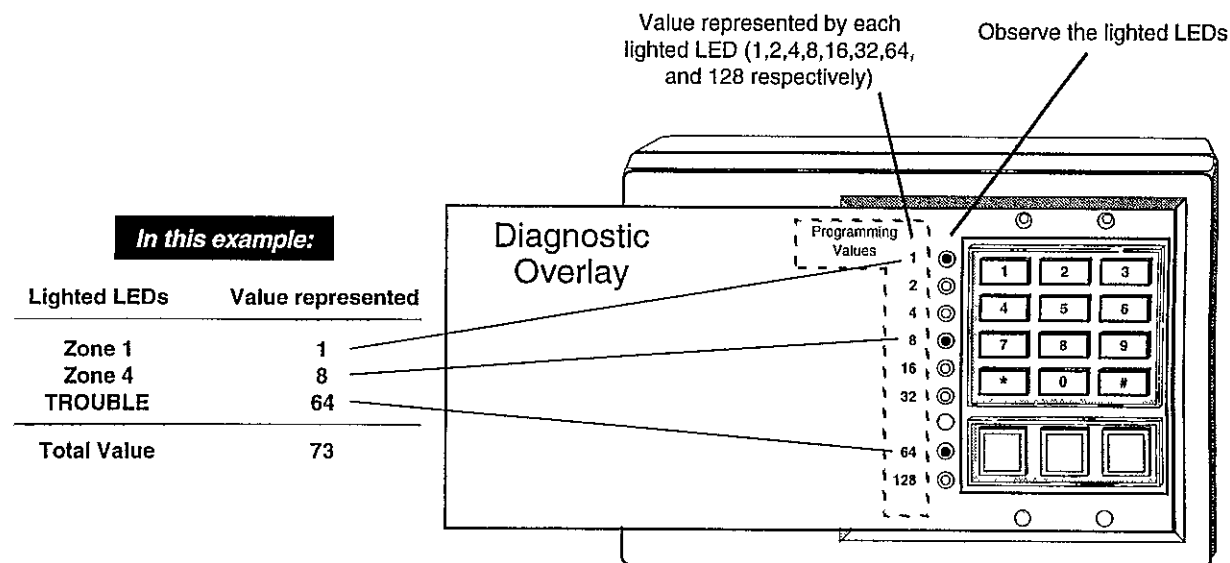 Value represented by each
lighted LED (1,2,4,8,16,32,64,
and 128 respectively)
Observe the lighted LEDs
In this example:
Lighted LEDs Value represented
Zone 1 1
Zone 4 8
TROUBLE 64
Total Value 73
Diagnostic
Overlay
Programming
Values
1
2
4
8
16
32
64
128
1 2 3
4 5 6
7 8 9
* 0 #